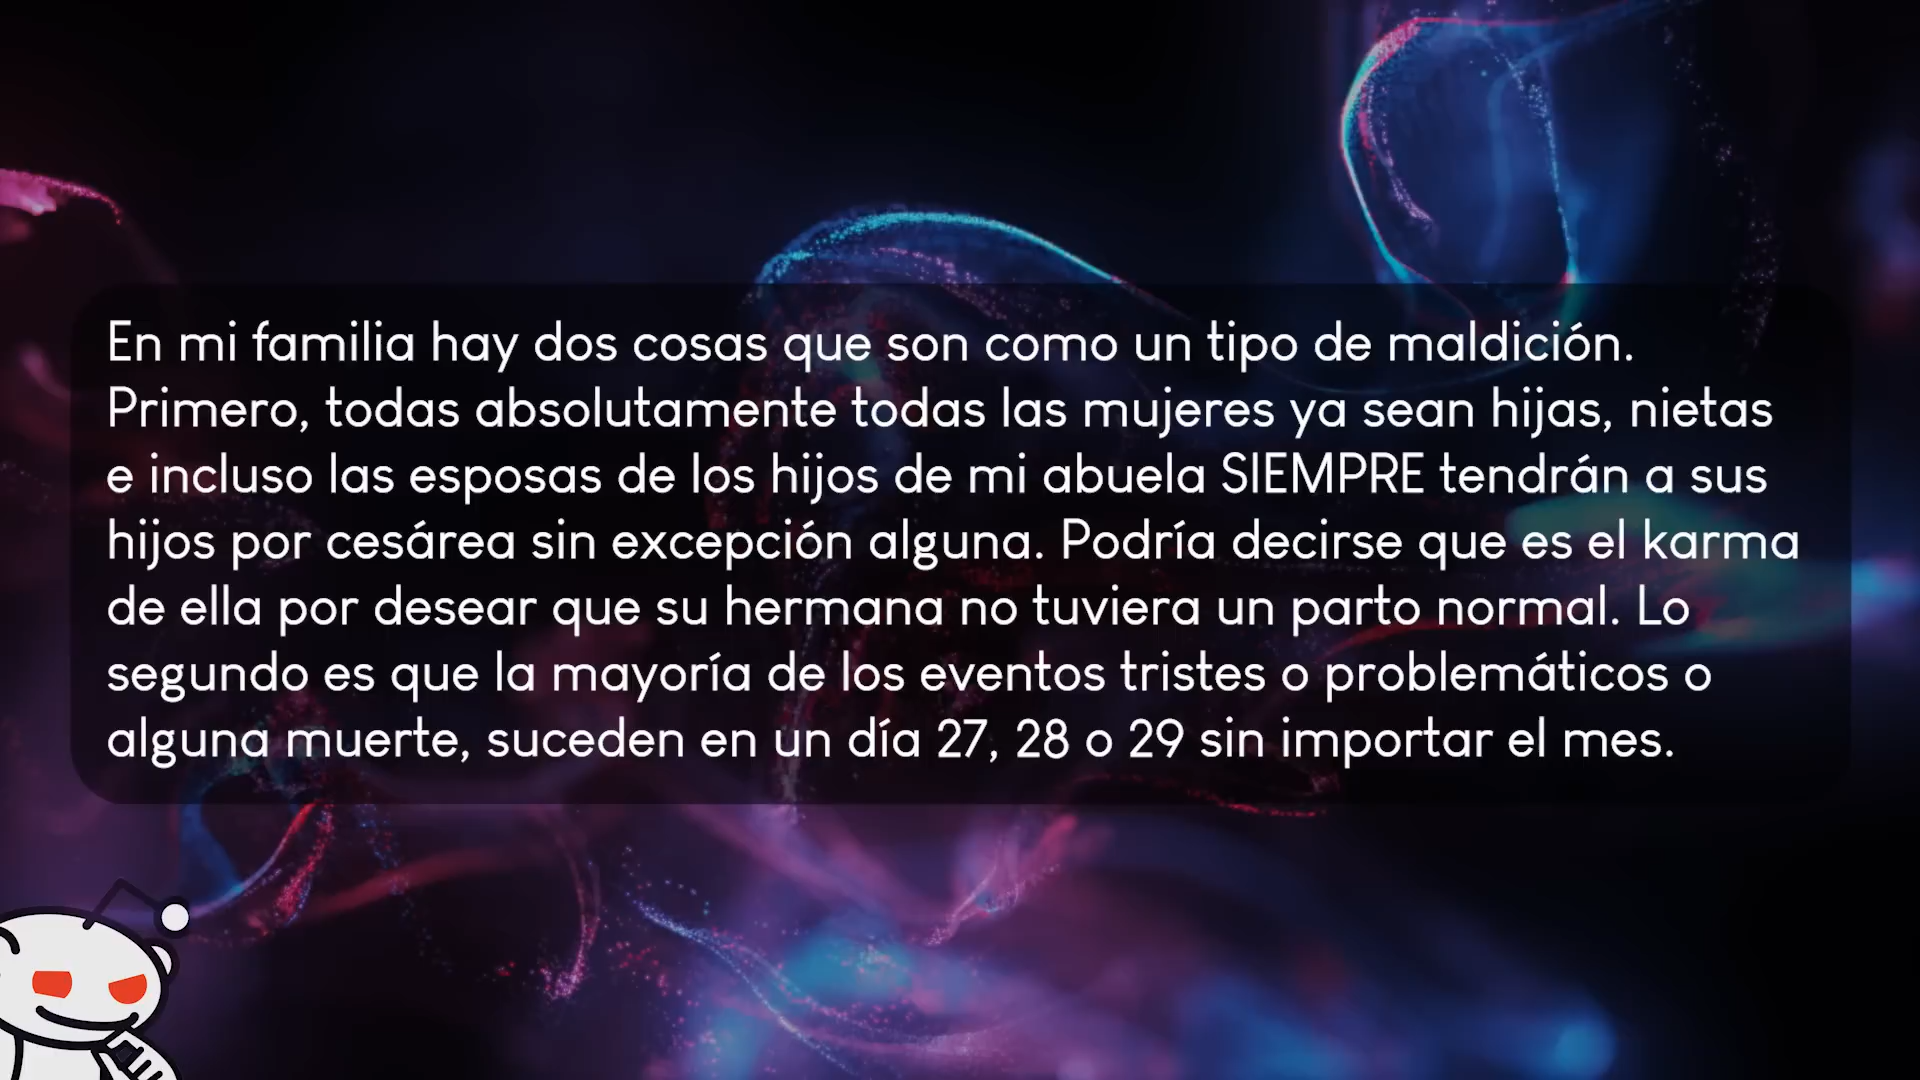 En mi familia hay dos cosas que son como un tipo de maldición.
Primero, todas absolutamente todas las mujeres ya sean hijas, nietas
e incluso las esposas de los hijos de mi abuela SIEMPRE tendrán a sus
hijos por cesárea sin excepción alguna. Podría decirse que es el karma
de ella por desear que su hermana no tuviera un parto normal. Lo
segundo es que la mayoría de los eventos tristes o problemáticos o
alguna muerte, suceden en un día 27, 28 o 29 sin importar el mes.